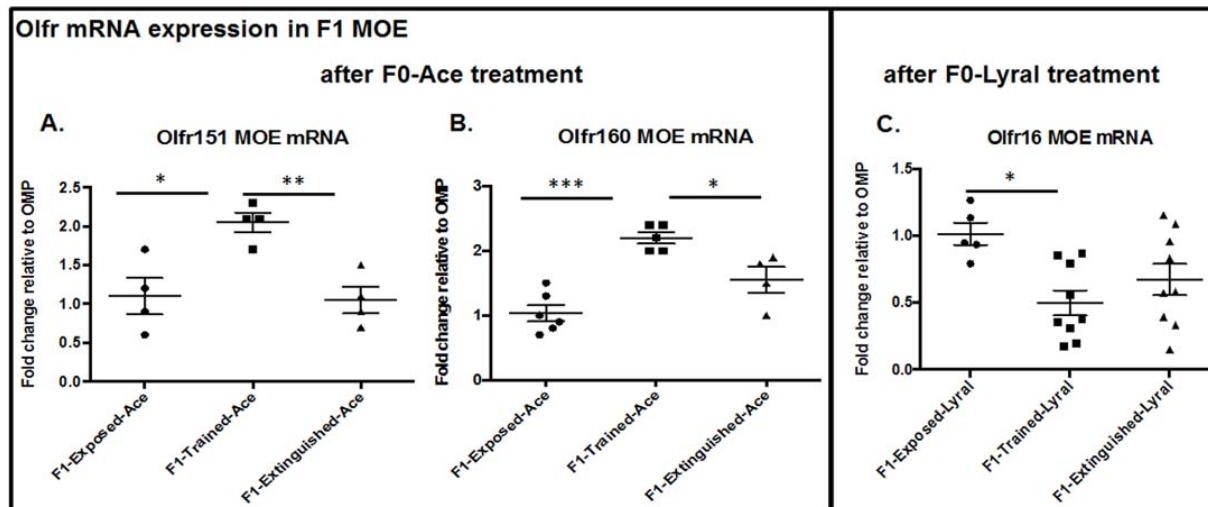 Olfr mRNA expression in F1 MOE
after F0-Ace treatment
A.
Olfr151 MOE mRNA
Fold change relative to OMP
2.5
2.0
1.5
1.0
0.5
0.0
*
**
F1-Exposed-Ace
F1-Trained-Ace
F1-Extinguished-Ace
B.
Olfr160 MOE mRNA
Fold change relative to OMP
3
2
1
0
***
*
F1-Exposed-Ace
F1-Trained-Ace
F1-Extinguished-Ace
after F0-Lyral treatment
C.
Olfr16 MOE mRNA
Fold change relative to OMP
1.5
1.0
0.5
0.0
*
F1-Exposed-Lyral
F1-Trained-Lyral
F1-Extinguished-Lyral